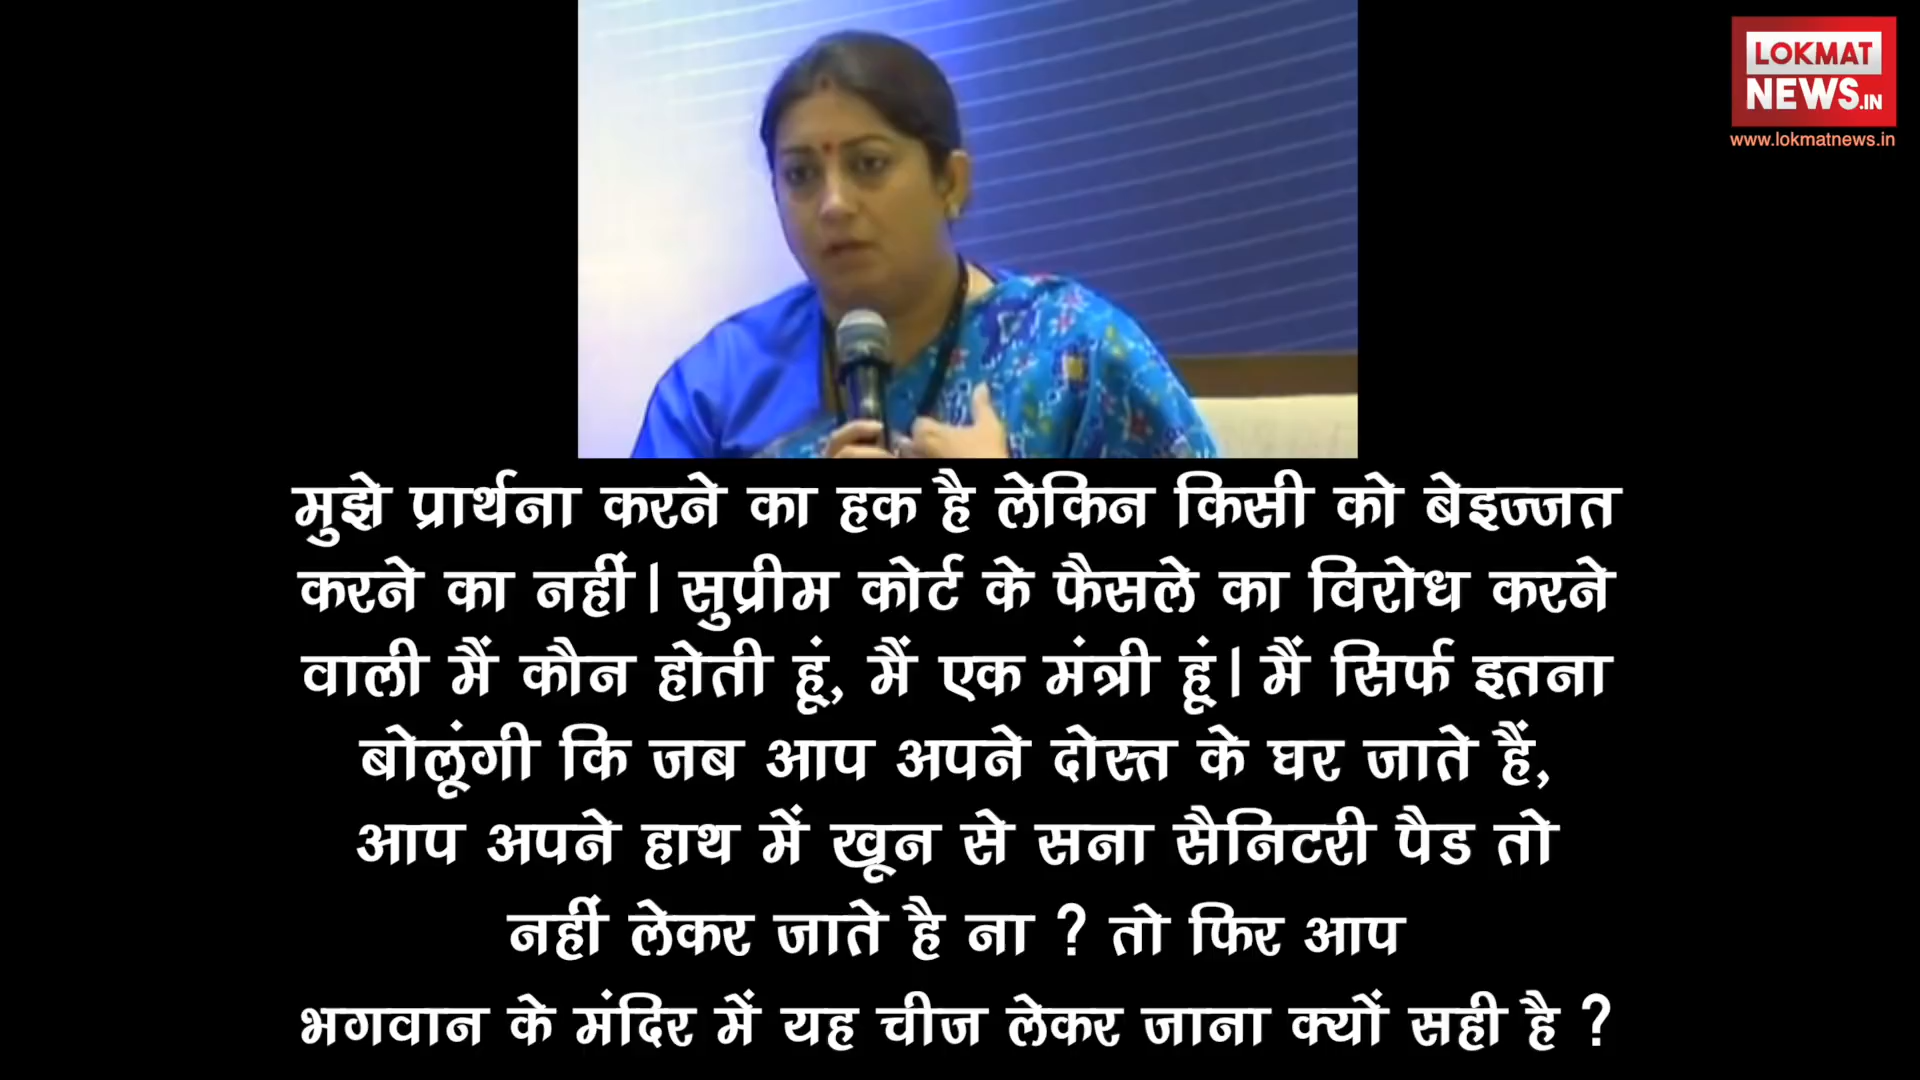 LOKMAT
NEWS.IN
www.lokmatnews.in
मुझे प्रार्थना करने का हक है लेकिन किसी को बेइज्जत
करने का नहीं। सुप्रीम कोर्ट के फैसले का विरोध करने
वाली मैं कौन होती हूं, मैं एक मंत्री हूं। मैं सिर्फ इतना
बोलूंगी कि जब आप अपने दोस्त के घर जाते हैं,
आप अपने हाथ में खून से सना सैनिटरी पैड तो
नहीं लेकर जाते है ना ? तो फिर आप
भगवान के मंदिर में यह चीज लेकर जाना क्यों सही है ?